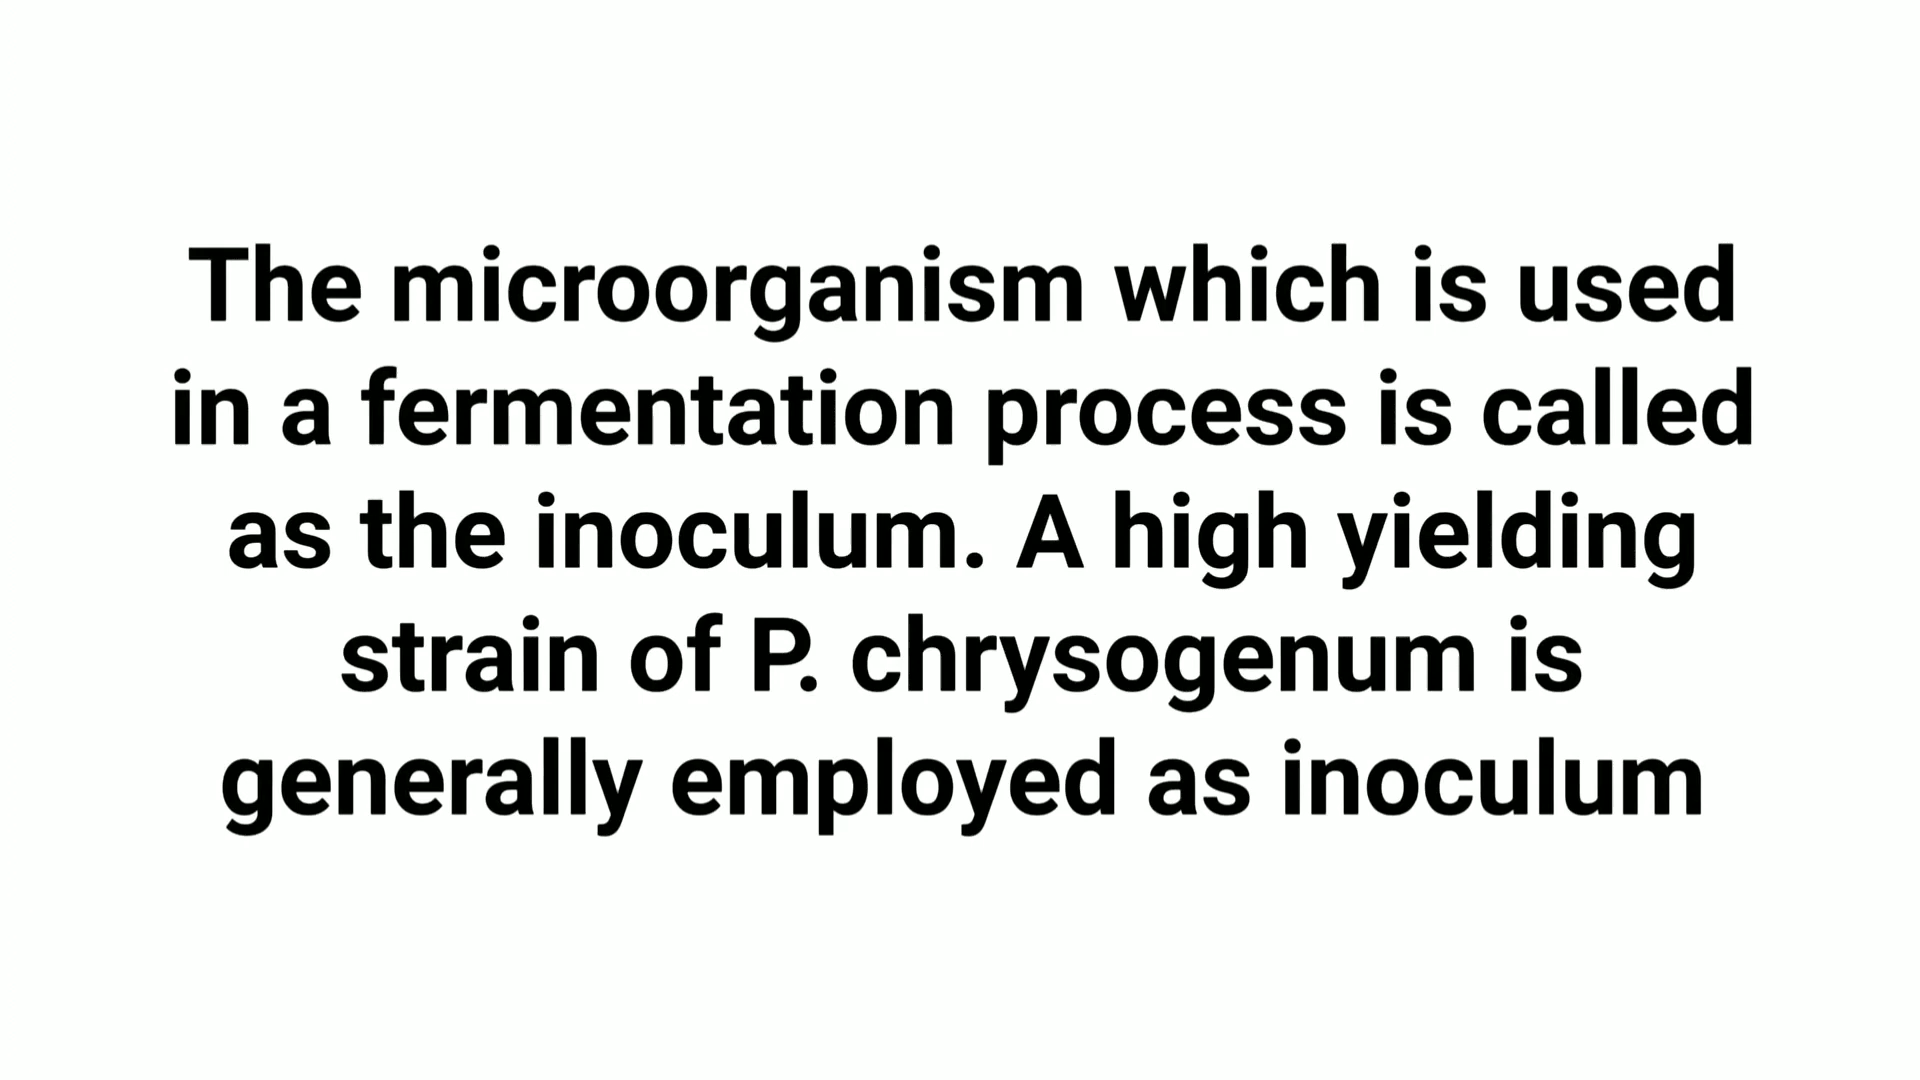 The microorganism which is used
in a fermentation process is called
as the inoculum. A high yielding
strain of P. chrysogenum is
generally employed as inoculum